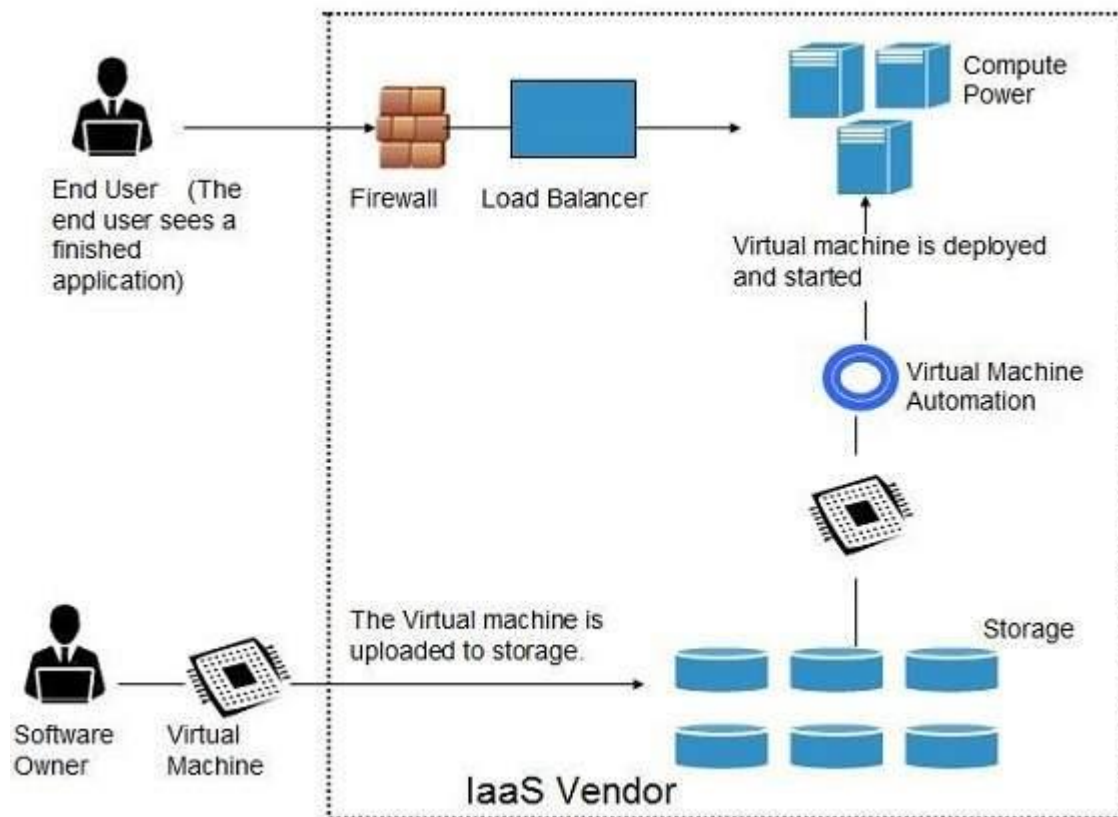 Compute
Power
End User (The
end user sees a
finished
application)
Firewall
Load Balancer
Virtual machine is deployed
and started
Virtual Machine
Automation
The Virtual machine is
uploaded to storage.
Storage
Software
Owner
Virtual
Machine
IaaS Vendor